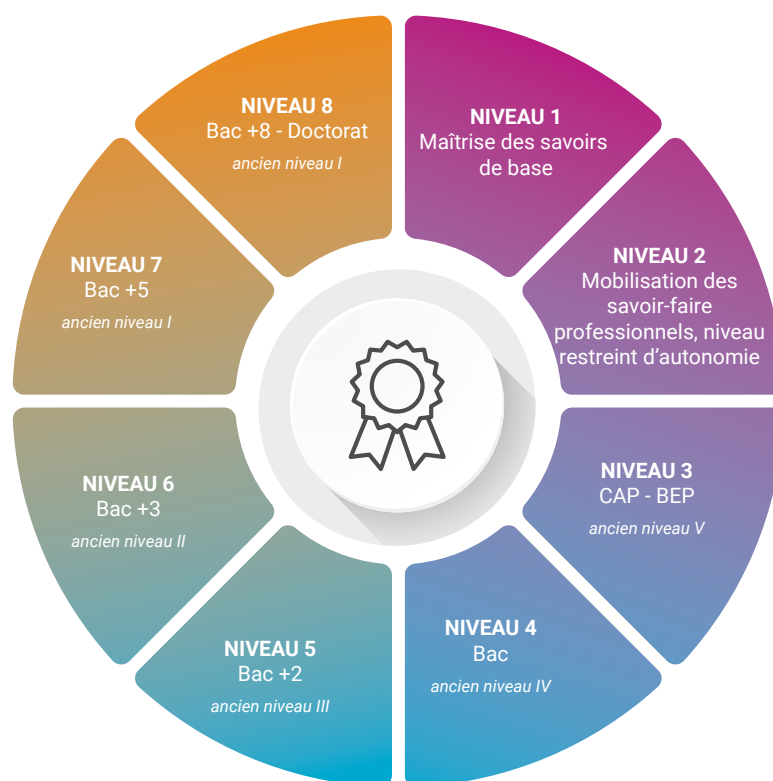 NIVEAU 1
Maîtrise des savoirs
de base
NIVEAU 2
Mobilisation des
savoir-faire
professionnels, niveau
restreint d’autonomie
NIVEAU 3
CAP - BEP
ancien niveau V
NIVEAU 4
Bac
ancien niveau IV
NIVEAU 5
Bac +2
ancien niveau III
NIVEAU 6
Bac +3
ancien niveau II
NIVEAU 7
Bac +5
ancien niveau I
NIVEAU 8
Bac +8 - Doctorat
ancien niveau I